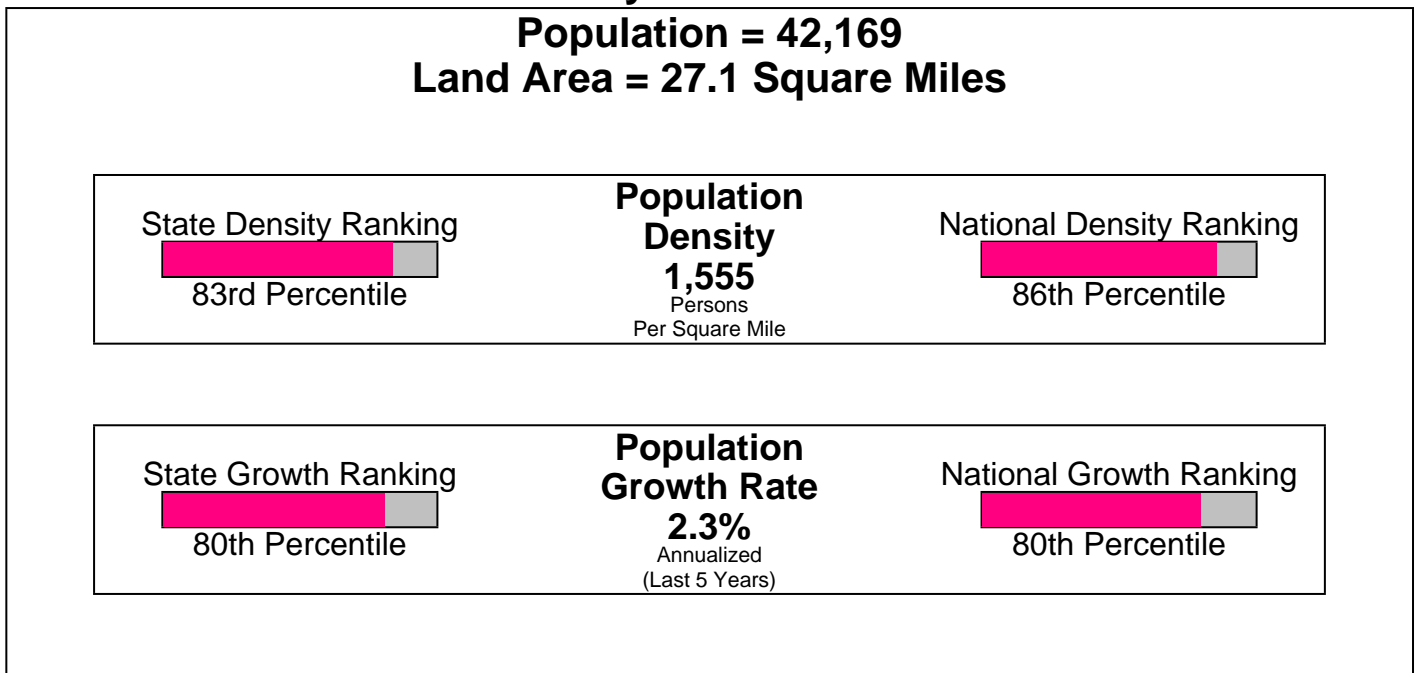 Population = 42,169
Land Area = 27.1 Square Miles
State Density Ranking
83rd Percentile
Population
Density
1,555
Persons
Per Square Mile
National Density Ranking
86th Percentile
State Growth Ranking
80th Percentile
Population
Growth Rate
2.3%
Annualized
(Last 5 Years)
National Growth Ranking
80th Percentile